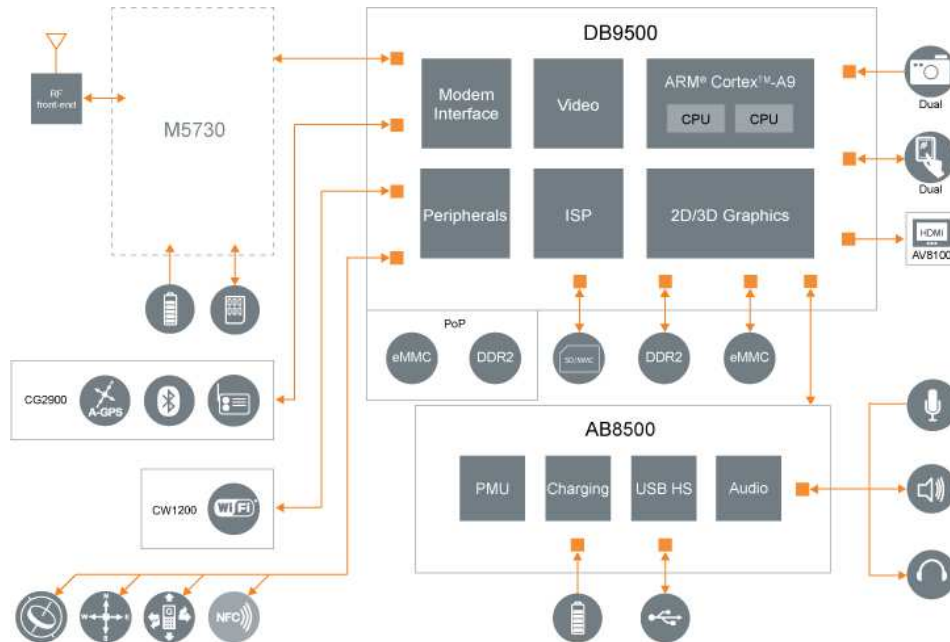 DB9500
RF
front-end
M5730
Modem
Interface
Video
ARM® Cortex™-A9
CPU
CPU
Dual
Peripherals
ISP
2D/3D Graphics
Dual
HDMI
AV8100
PoP
eMMC
DDR2
SD/MMC
DDR2
eMMC
CG2900
A-GPS
AB8500
PMU
Charging
USB HS
Audio
CW1200
WiFi
N
W
E
S
NFC